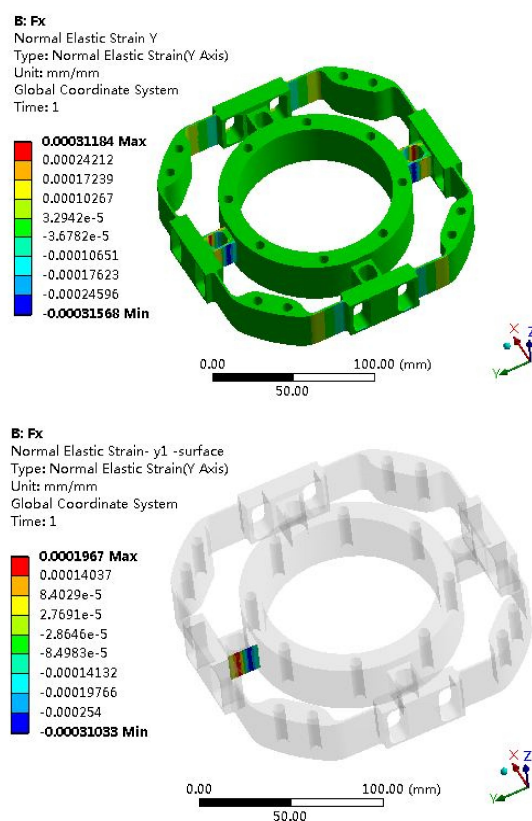 B: Fx
Normal Elastic Strain Y
Type: Normal Elastic Strain(Y Axis)
Unit: mm/mm
Global Coordinate System
Time: 1
0.00031184 Max
0.00024212
0.00017239
0.00010267
3.2942e-5
-3.6782e-5
-0.00010651
-0.00017623
-0.00024596
-0.00031568 Min
0.00 100.00 (mm)
50.00
X Z
Y
B: Fx
Normal Elastic Strain- y1 -surface
Type: Normal Elastic Strain(Y Axis)
Unit: mm/mm
Global Coordinate System
Time: 1
0.0001967 Max
0.00014037
8.4029e-5
2.7691e-5
-2.8646e-5
-8.4983e-5
-0.00014132
-0.00019766
-0.000254
-0.00031033 Min
0.00 100.00 (mm)
50.00
X Z
Y